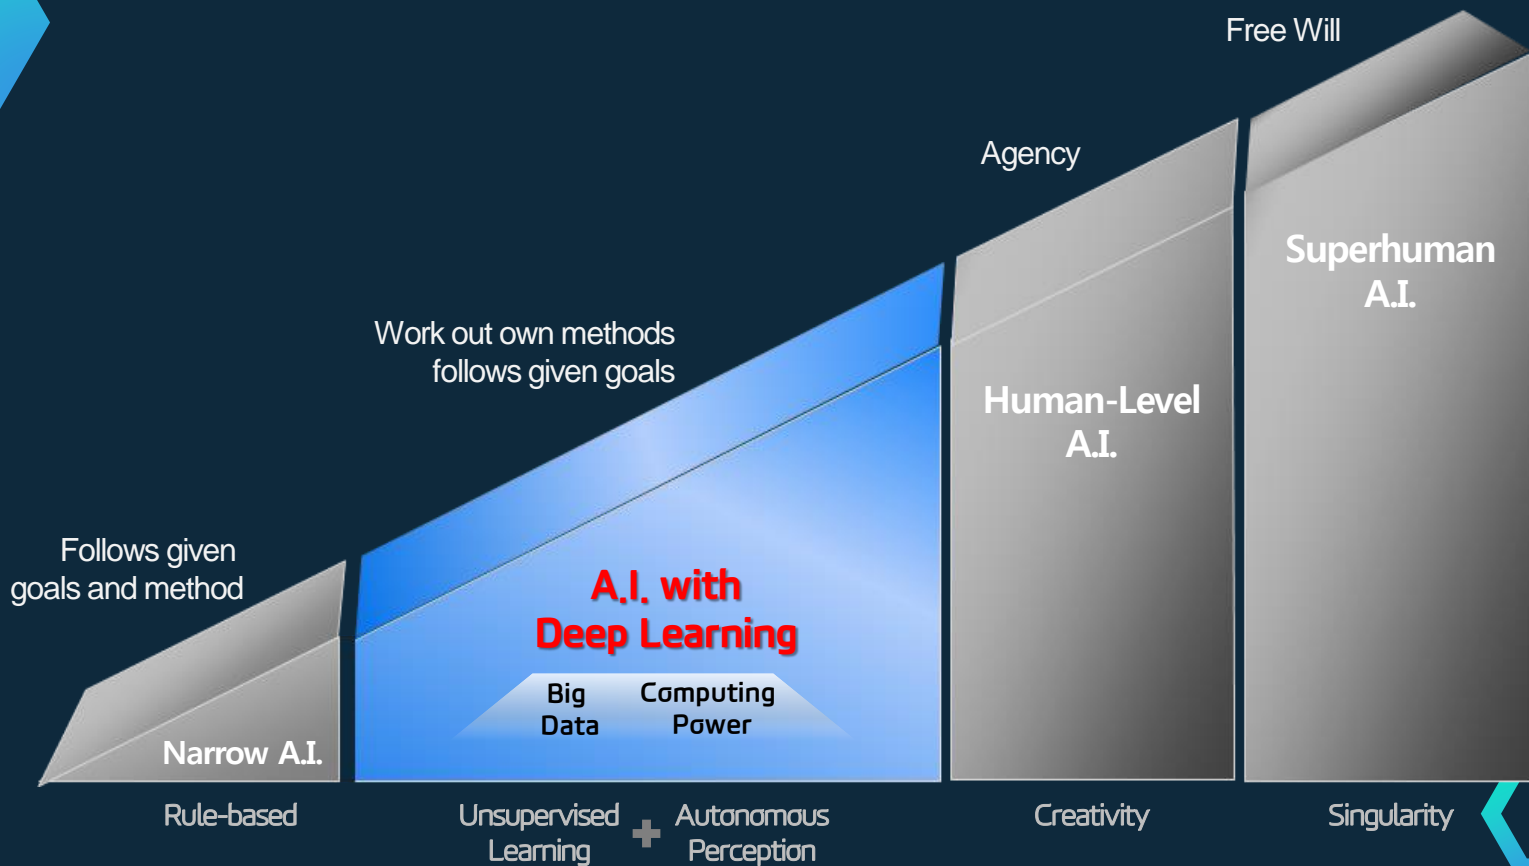 Free Will
Agency
Superhuman
A.I.
Work out own methods
follows given goals
Human-Level
A.I.
Follows given
goals and method
A.I. with
Deep Learning
Big
Data
Computing
Power
Narrow A.I.
Rule-based
Unsupervised
Learning
+
Autonomous
Perception
Creativity
Singularity